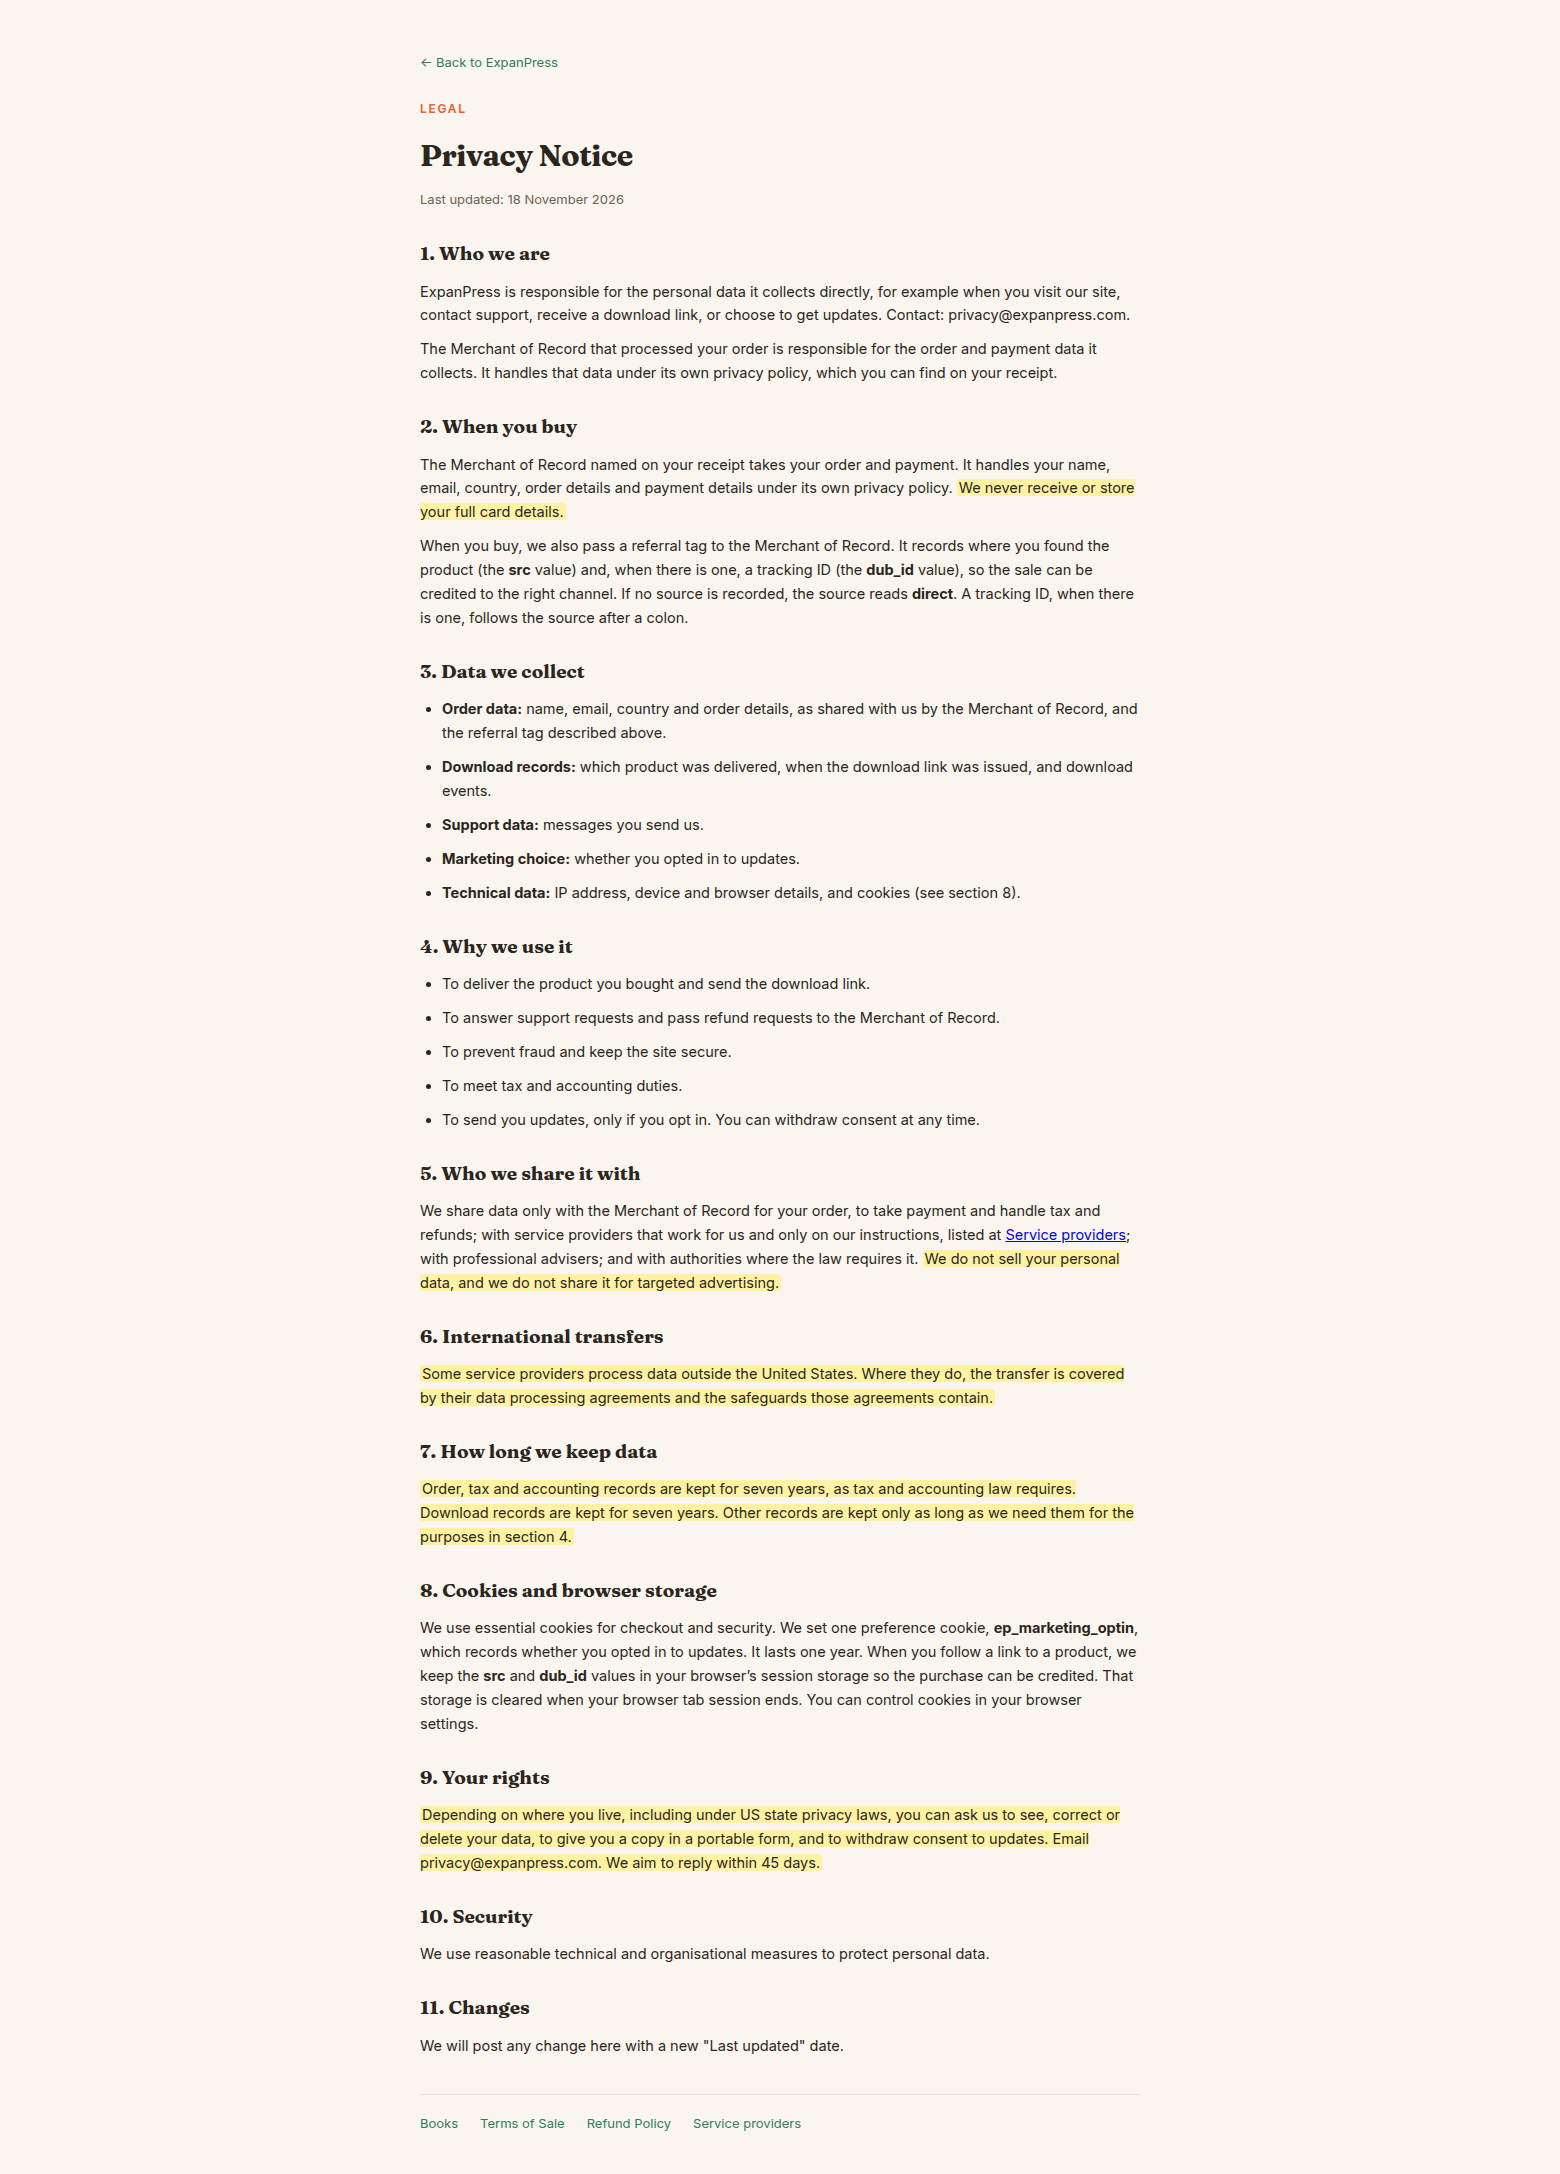 ← Back to ExpanPress
LEGAL
Privacy Notice
Last updated: 18 November 2026
1. Who we are
ExpanPress is responsible for the personal data it collects directly, for example when you visit our site,
contact support, receive a download link, or choose to get updates. Contact: privacy@expanpress.com.
The Merchant of Record that processed your order is responsible for the order and payment data it
collects. It handles that data under its own privacy policy, which you can find on your receipt.
2. When you buy
The Merchant of Record named on your receipt takes your order and payment. It handles your name,
email, country, order details and payment details under its own privacy policy. We never receive or store
your full card details.
When you buy, we also pass a referral tag to the Merchant of Record. It records where you found the
product (the src value) and, when there is one, a tracking ID (the dub_id value), so the sale can be
credited to the right channel. If no source is recorded, the source reads direct. A tracking ID, when there
is one, follows the source after a colon.
3. Data we collect
• Order data: name, email, country and order details, as shared with us by the Merchant of Record, and
the referral tag described above.
• Download records: which product was delivered, when the download link was issued, and download
events.
• Support data: messages you send us.
• Marketing choice: whether you opted in to updates.
• Technical data: IP address, device and browser details, and cookies (see section 8).
4. Why we use it
• To deliver the product you bought and send the download link.
• To answer support requests and pass refund requests to the Merchant of Record.
• To prevent fraud and keep the site secure.
• To meet tax and accounting duties.
• To send you updates, only if you opt in. You can withdraw consent at any time.
5. Who we share it with
We share data only with the Merchant of Record for your order, to take payment and handle tax and
refunds; with service providers that work for us and only on our instructions, listed at Service providers;
with professional advisers; and with authorities where the law requires it. We do not sell your personal
data, and we do not share it for targeted advertising.
6. International transfers
Some service providers process data outside the United States. Where they do, the transfer is covered
by their data processing agreements and the safeguards those agreements contain.
7. How long we keep data
Order, tax and accounting records are kept for seven years, as tax and accounting law requires.
Download records are kept for seven years. Other records are kept only as long as we need them for the
purposes in section 4.
8. Cookies and browser storage
We use essential cookies for checkout and security. We set one preference cookie, ep_marketing_optin,
which records whether you opted in to updates. It lasts one year. When you follow a link to a product, we
keep the src and dub_id values in your browser’s session storage so the purchase can be credited. That
storage is cleared when your browser tab session ends. You can control cookies in your browser
settings.
9. Your rights
Depending on where you live, including under US state privacy laws, you can ask us to see, correct or
delete your data, to give you a copy in a portable form, and to withdraw consent to updates. Email
privacy@expanpress.com. We aim to reply within 45 days.
10. Security
We use reasonable technical and organisational measures to protect personal data.
11. Changes
We will post any change here with a new "Last updated" date.
Books Terms of Sale Refund Policy Service providers